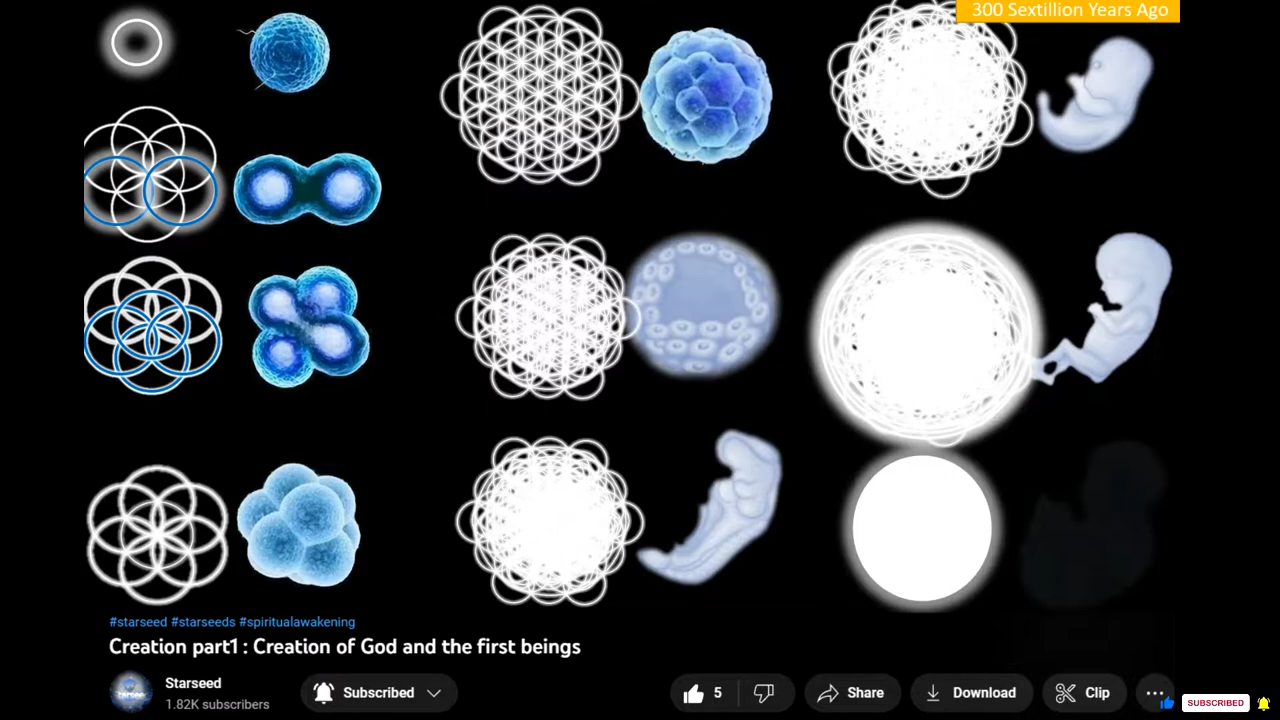 300 Sextillion Years Ago
#starseed #starseeds #spiritualawakening
Creation part1 : Creation of God and the first beings
Starseed
1.82K subscribers
Subscribed
5
Share
Download
Clip
SUBSCRIBED